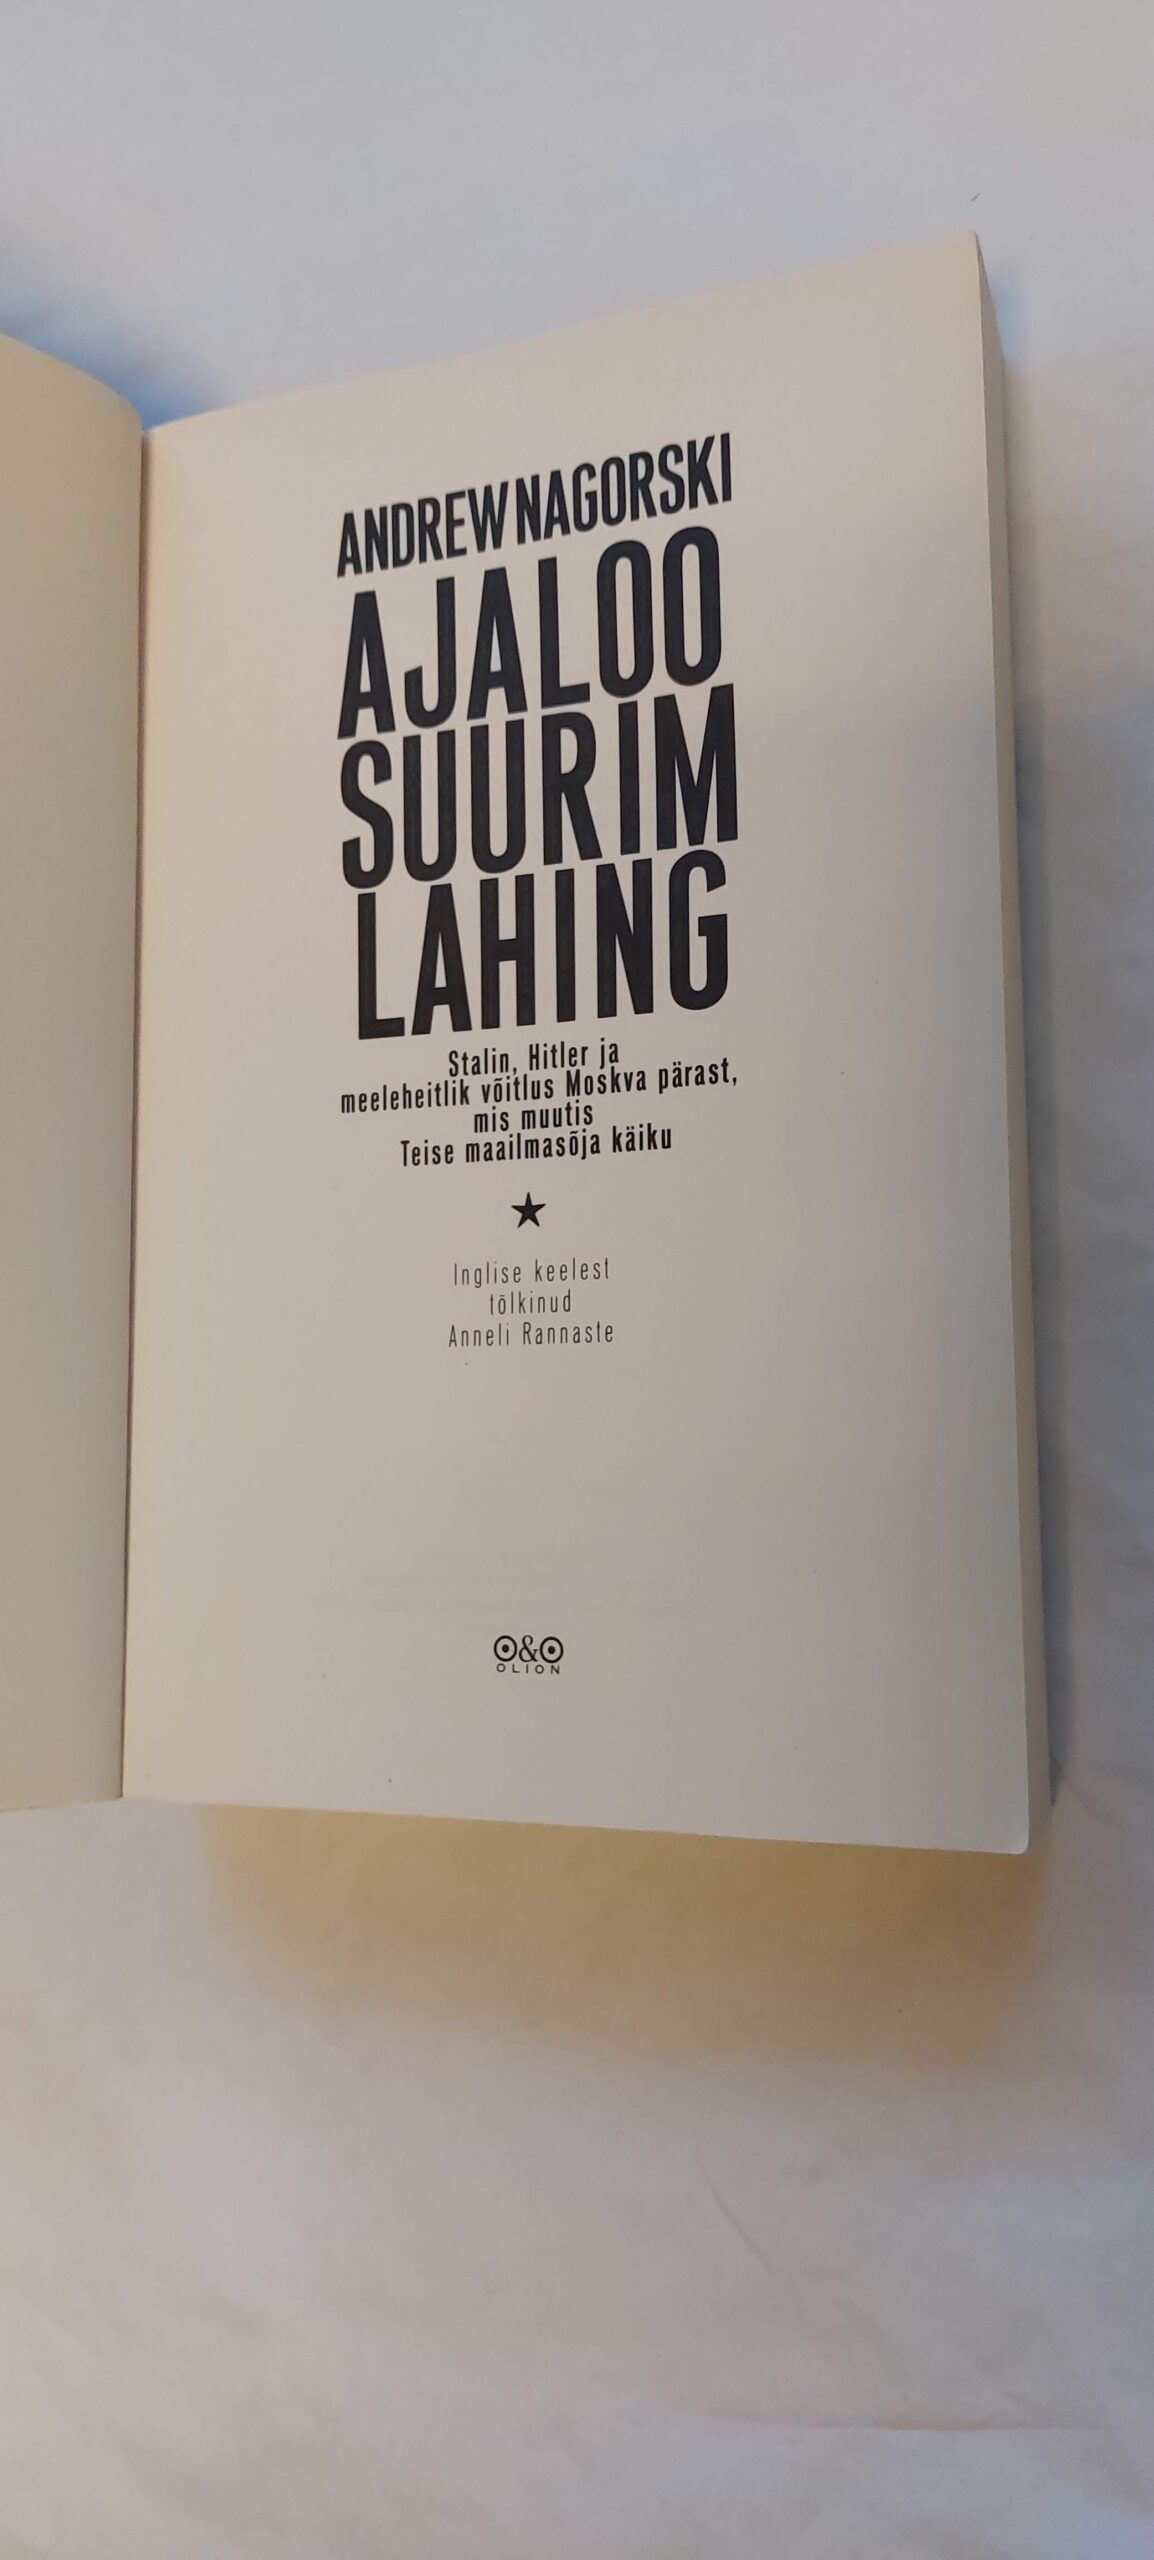 ANDREW NAGORSKI
AJALOO
SUURIM
LAHING
Stalin, Hitler ja
meeleheitlik võitlus Moskva pärast,
mis muutis
Teise maailmasõja käiku
Inglise keelest
tõlkinud
Anneli Rannaste
O&O
OLION